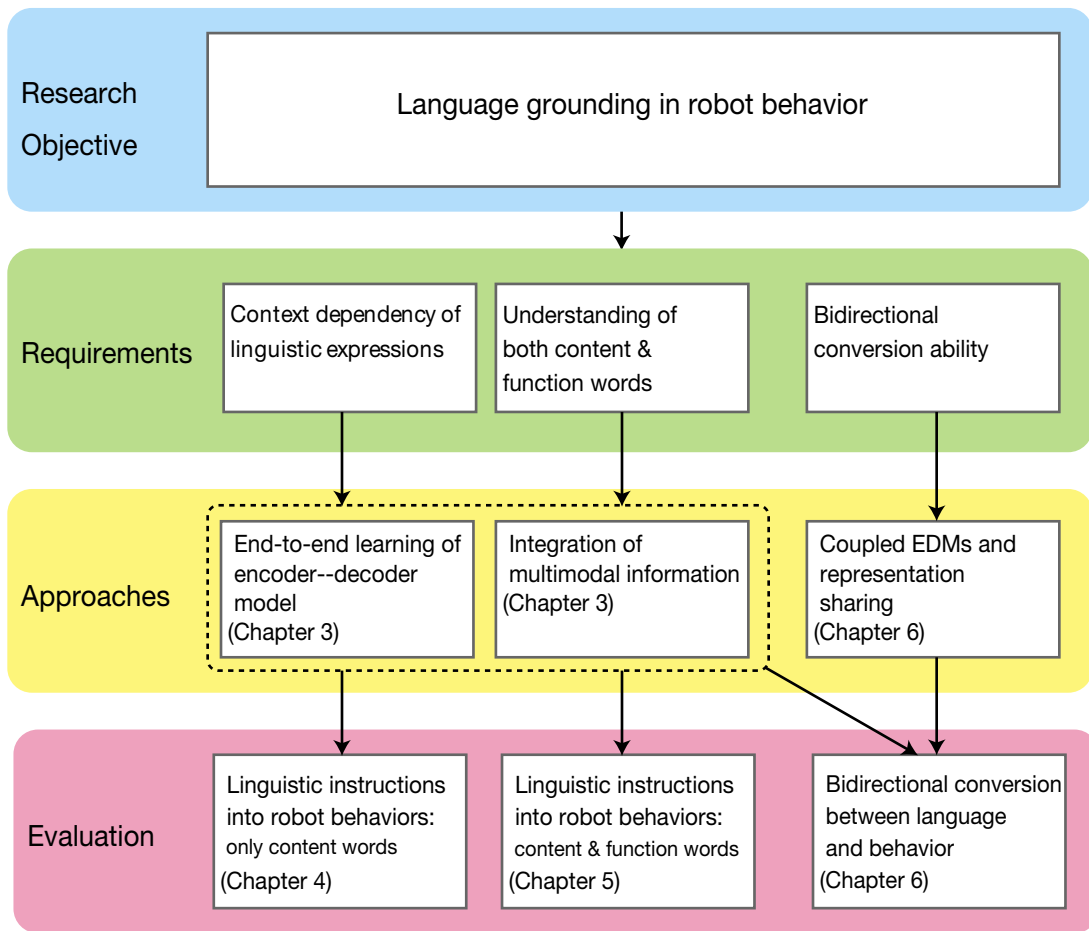 Research
Objective
Language grounding in robot behavior
Requirements
Context dependency of
linguistic expressions
Understanding of
both content &
function words
Bidirectional
conversion ability
Approaches
End-to-end learning of
encoder--decoder
model
(Chapter 3)
Integration of
multimodal information
(Chapter 3)
Coupled EDMs and
representation
sharing
(Chapter 6)
Evaluation
Linguistic instructions
into robot behaviors:
only content words
(Chapter 4)
Linguistic instructions
into robot behaviors:
content & function words
(Chapter 5)
Bidirectional conversion
between language
and behavior
(Chapter 6)